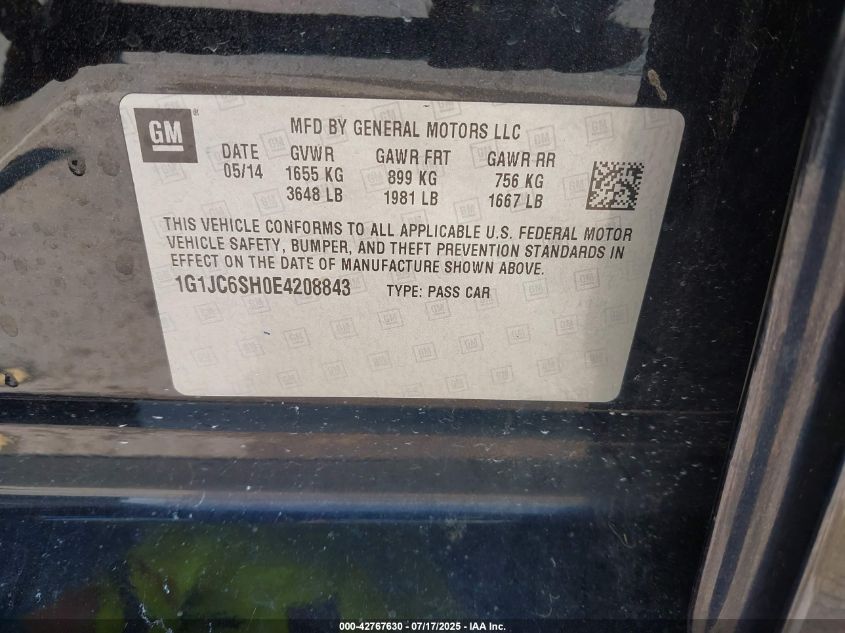 GM ®
MFD BY GENERAL MOTORS LLC
DATE GVWR GAWR FRT GAWR RR
05/14 1655 KG 899 KG 756 KG
3648 LB 1981 LB 1667 LB
THIS VEHICLE CONFORMS TO ALL APPLICABLE U.S. FEDERAL MOTOR
VEHICLE SAFETY, BUMPER, AND THEFT PREVENTION STANDARDS IN
EFFECT ON THE DATE OF MANUFACTURE SHOWN ABOVE.
1G1JC6SH0E4208843 TYPE: PASS CAR
000-42767630 - 07/17/2025 - IAA Inc.